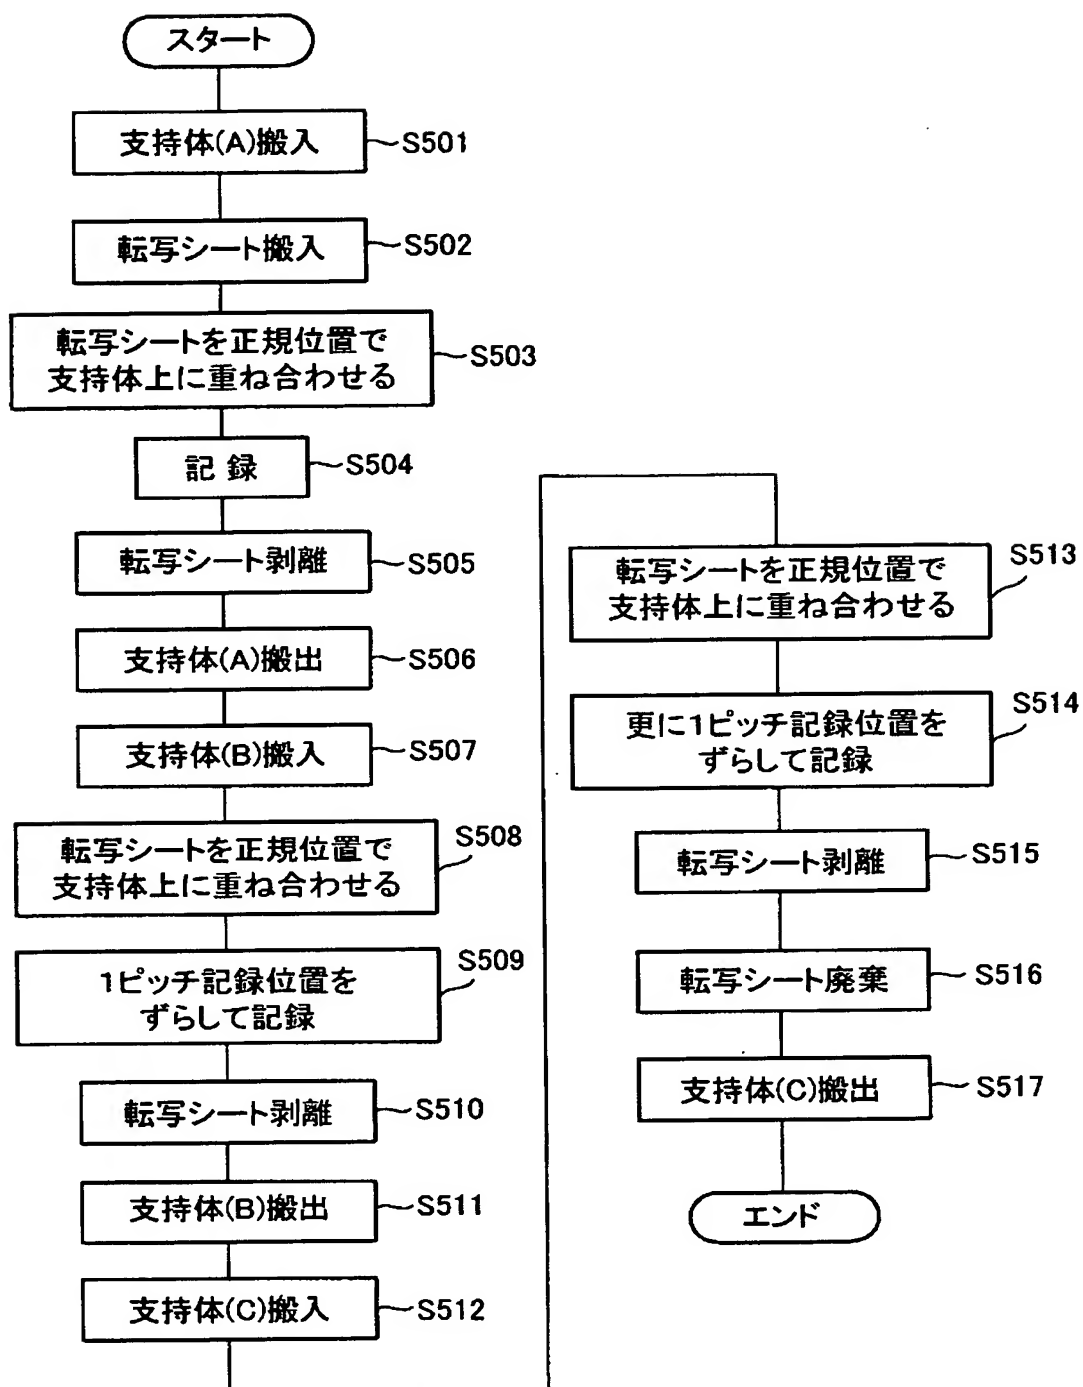 スタート
支持体(A)搬入
S501
転写シート搬入
S502
転写シートを正規位置で
支持体上に重ね合わせる
S503
記 録
S504
転写シート剥離
S505
支持体(A)搬出
S506
支持体(B)搬入
S507
転写シートを正規位置で
支持体上に重ね合わせる
S508
1ピッチ記録位置を
ずらして記録
S509
転写シート剥離
S510
支持体(B)搬出
S511
支持体(C)搬入
S512
転写シートを正規位置で
支持体上に重ね合わせる
S513
更に1ピッチ記録位置を
ずらして記録
S514
転写シート剥離
S515
転写シート廃棄
S516
支持体(C)搬出
S517
エンド